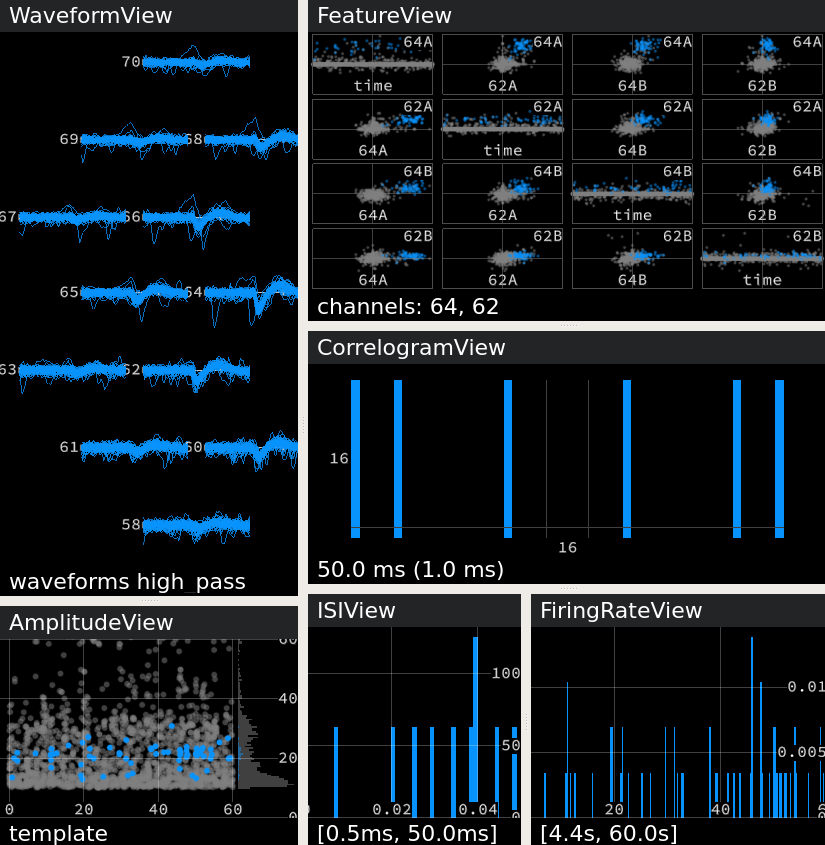 WaveformView
70
69
68
67
66
65
64
63
62
61
60
58
waveforms high_pass
FeatureView
64A 64A 64A 64A
time 62A 64B 62B
62A 62A 62A 62A
64A time 64B 62B
64B 64B 64B 64B
64A 62A time 62B
62B 62B 62B 62B
64A 62A 64B time
channels: 64, 62
CorrelogramView
16
16
50.0 ms (1.0 ms)
AmplitudeView
60
40
20
0
0 20 40 60
template
ISIView
100
50
0
0.02 0.04
[0.5ms, 50.0ms]
FiringRateView
0.01
0.005
20 40
[4.4s, 60.0s]